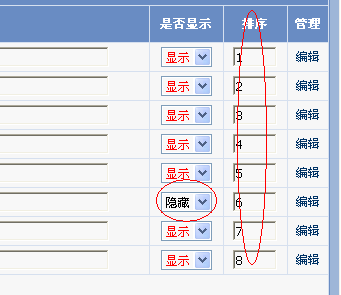 是否显示 排序 管理
显示 1 编辑
显示 2 编辑
显示 3 编辑
显示 4 编辑
显示 5 编辑
隐藏 6 编辑
显示 7 编辑
显示 8 编辑